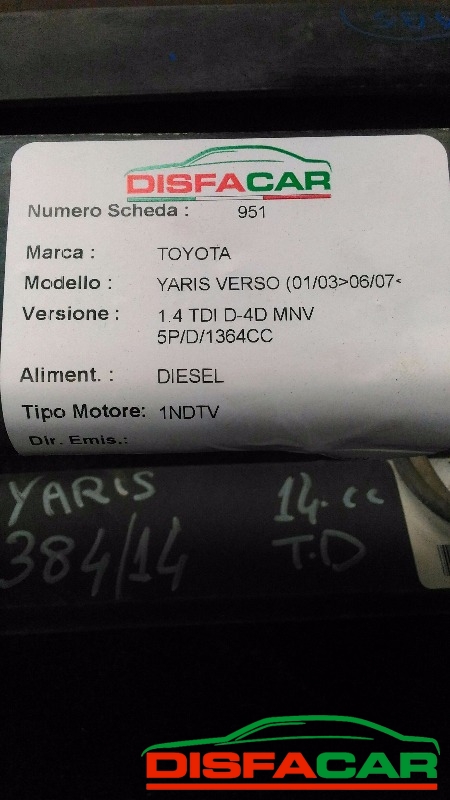 DISFACAR
Numero Scheda : 951
Marca : TOYOTA
Modello : YARIS VERSO (01/03>06/07<
Versione : 1.4 TDI D-4D MNV
5P/D/1364CC
Aliment. : DIESEL
Tipo Motore: 1NDTV
Dir. Emis.:
YARIS 14.cc
384/14 T.D
DISFACAR